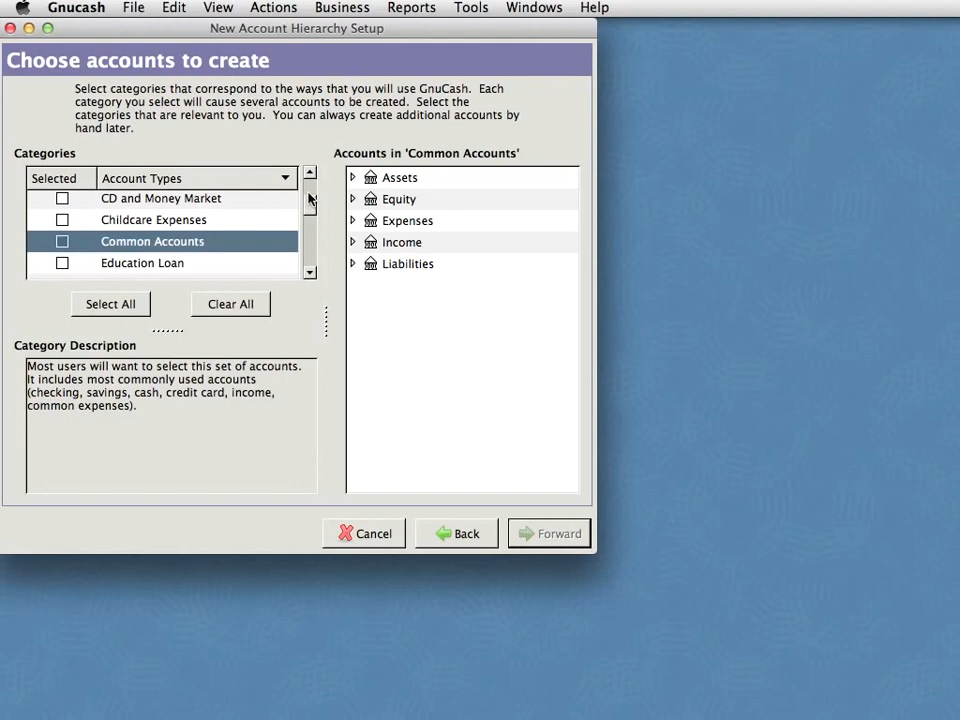 Gnucash File Edit View Actions Business Reports Tools Windows Help
New Account Hierarchy Setup
Choose accounts to create
Select categories that correspond to the ways that you will use GnuCash. Each
category you select will cause several accounts to be created. Select the
categories that are relevant to you. You can always create additional accounts by
hand later.
Categories
Selected Account Types
CD and Money Market
Childcare Expenses
Common Accounts
Education Loan
Select All Clear All
Category Description
Most users will want to select this set of accounts.
It includes most commonly used accounts
(checking, savings, cash, credit card, income,
common expenses).
Accounts in 'Common Accounts'
Assets
Equity
Expenses
Income
Liabilities
Cancel Back Forward